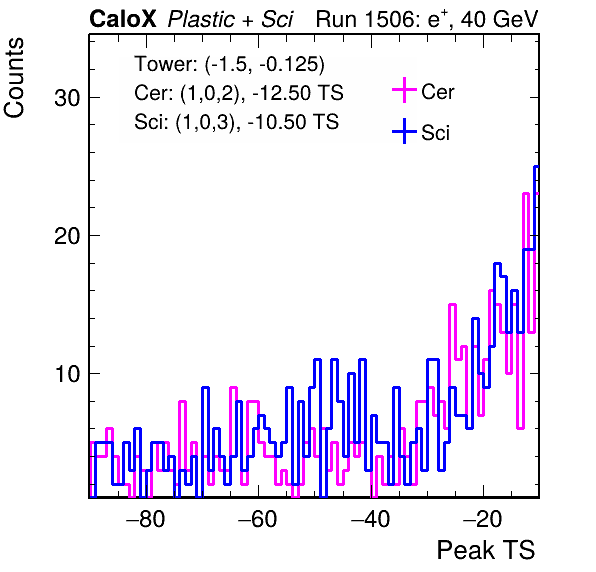 CaloX Plastic + Sci Run 1506: e+, 40 GeV
Counts
Tower: (-1.5, -0.125)
Cer: (1,0,2), -12.50 TS
Sci: (1,0,3), -10.50 TS
Cer
Sci
30
20
10
−80 −60 −40 −20
Peak TS